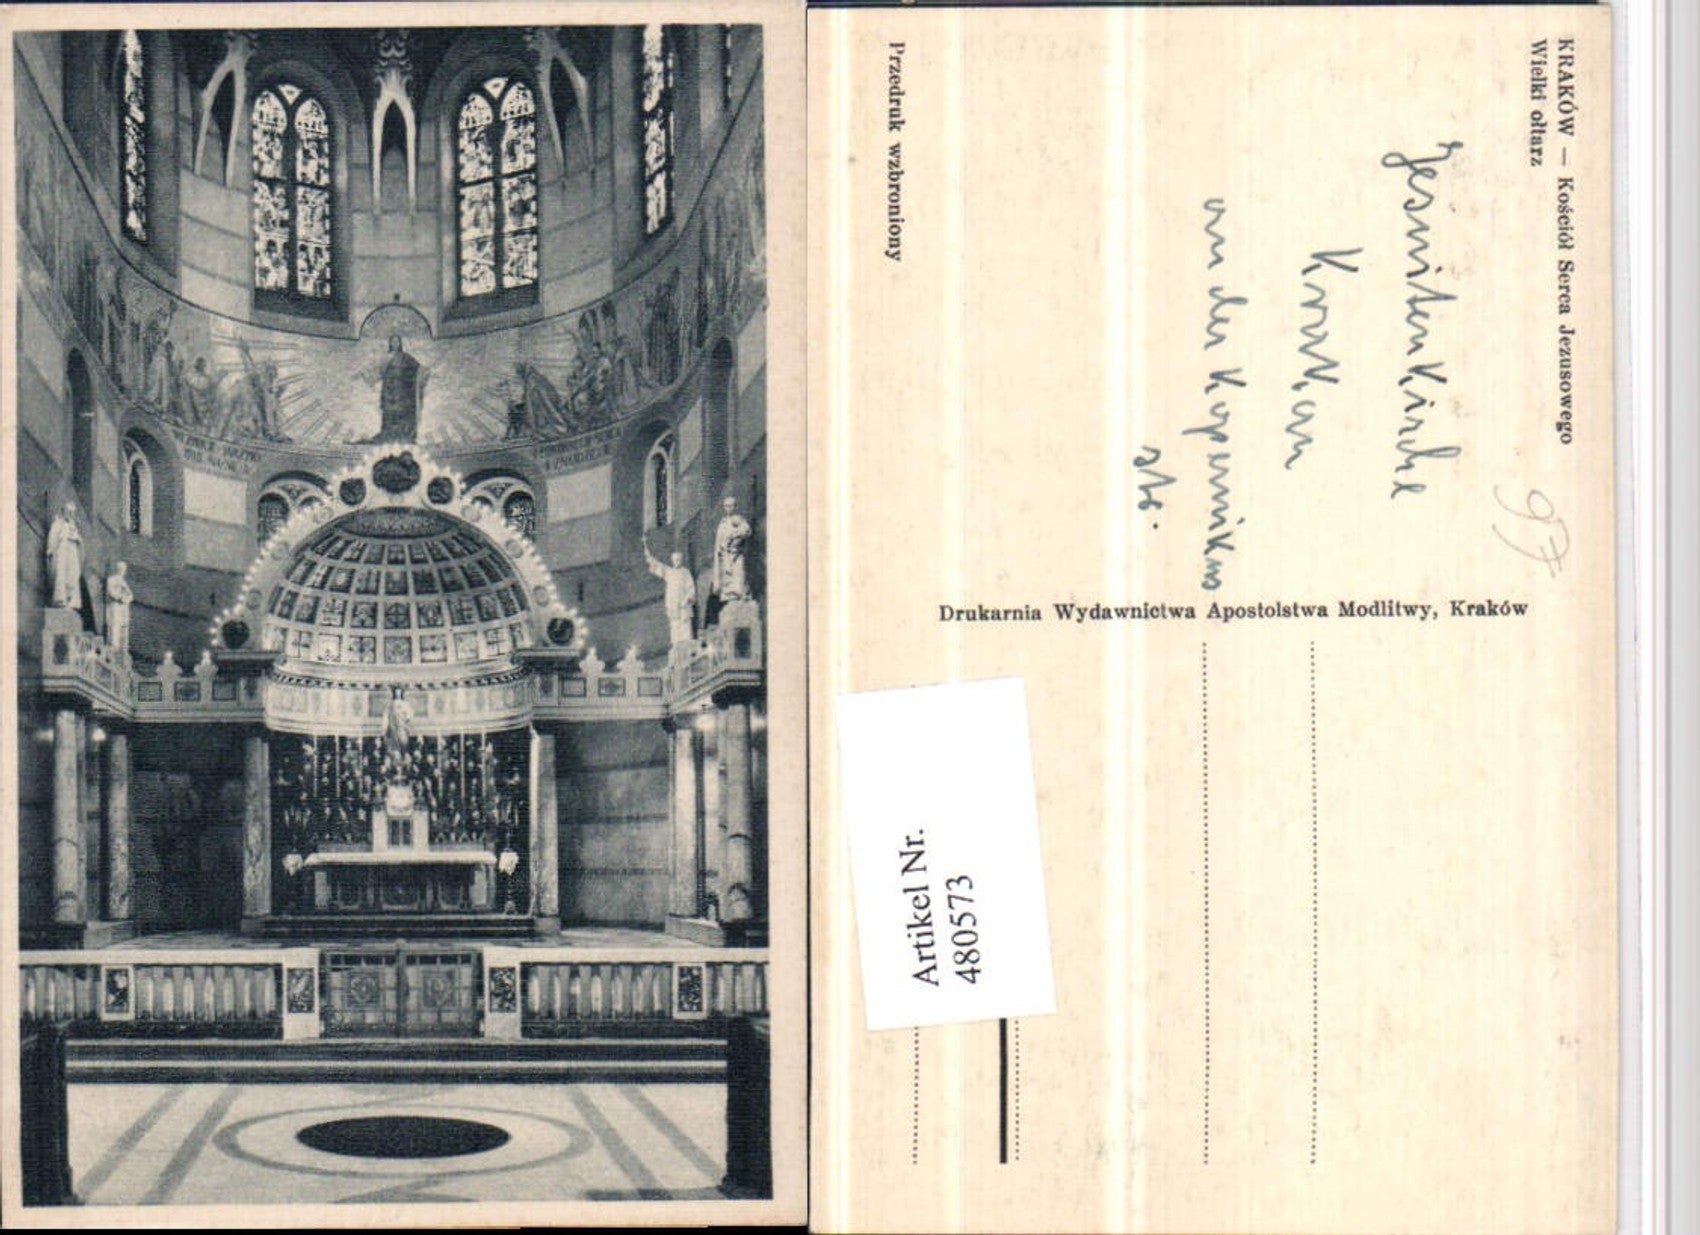 KRAKÓW — Kościół Serca Jezusowego
Wielki ołtarz
Jesuitenkirche
Krakau
an der Kopernikus
str.
Przedruk wzbroniony
Drukarnia Wydawnictwa Apostolstwa Modlitwy, Kraków
Artikel Nr.
480573